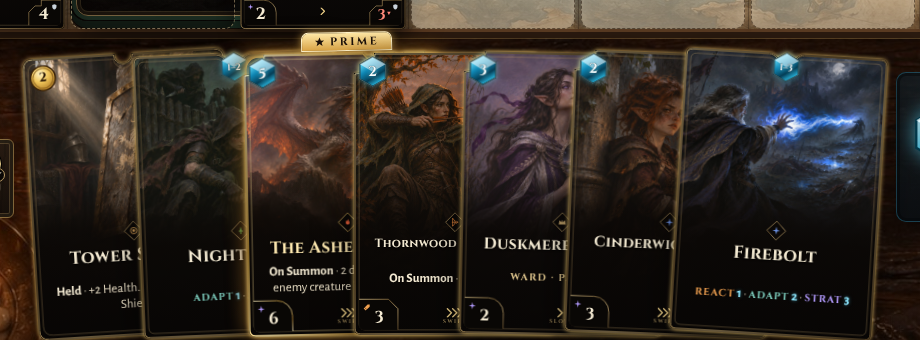 4
2
3
★ PRIME
2
TOWER S
Held · +2 Health.
Shie
1-2
NIGHT
ADAPT 1 ·
5
THE ASHE
On Summon · 2 d
enemy creature
6
2
THORNWOOD
On Summon ·
3
3
DUSKMERE
WARD · P
2
2
CINDERWI
3
1-3
FIREBOLT
REACT 1 · ADAPT 2 · STRAT 3